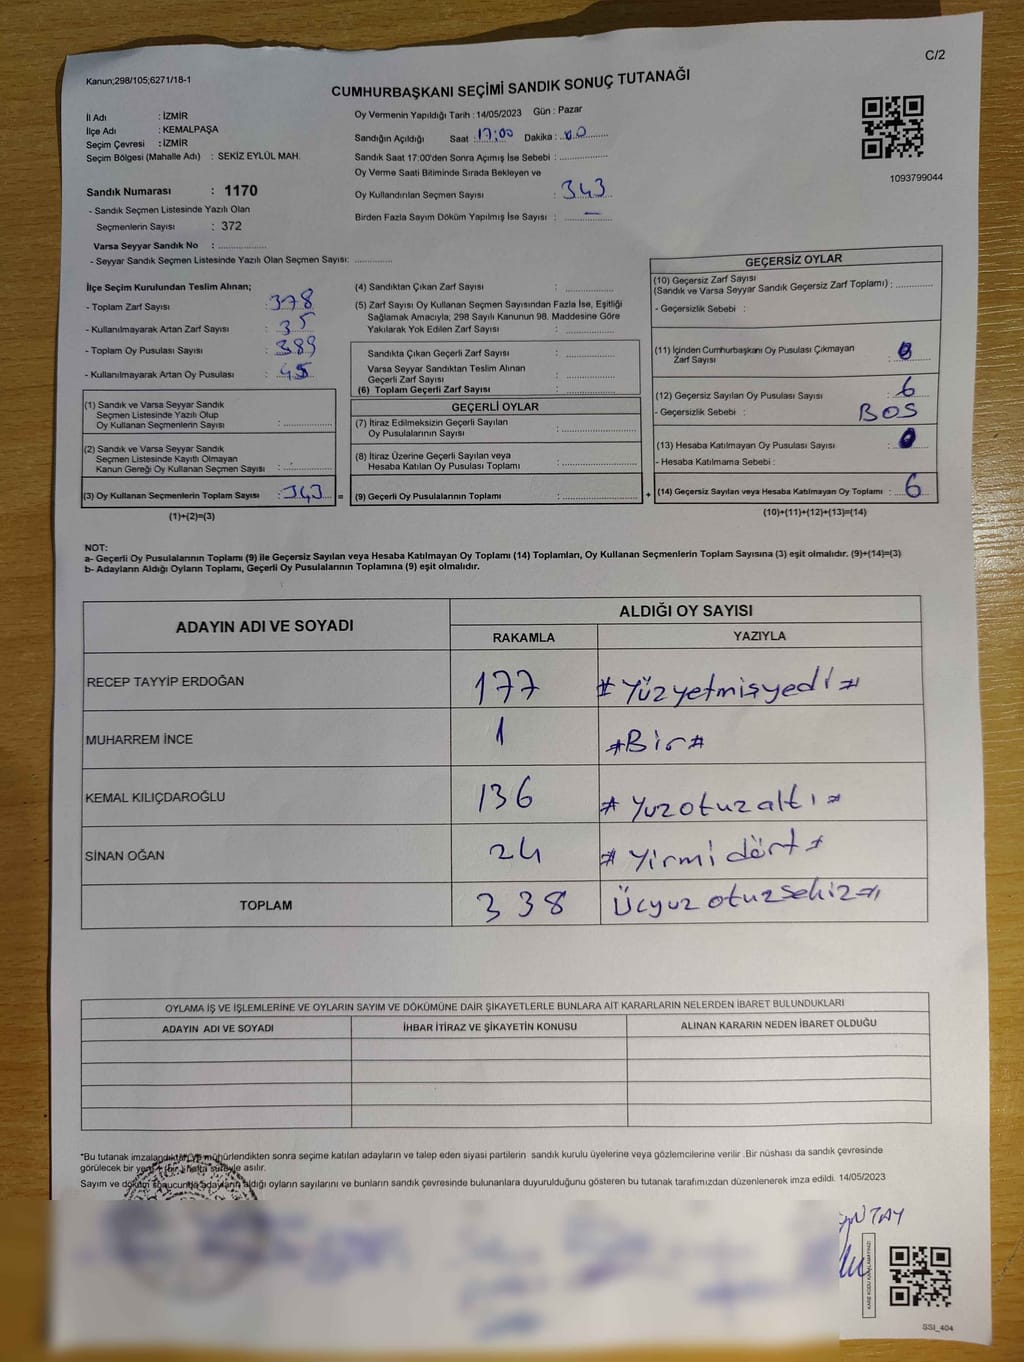 C/2
Kanun;298/105,6271/18-1
CUMHURBAŞKANI SEÇİMİ SANDIK SONUÇ TUTANAĞI
İl Adı : İZMİR
İlçe Adı : KEMALPAŞA
Seçim Çevresi : İZMİR
Seçim Bölgesi (Mahalle Adı) : SEKİZ EYLÜL MAH.
Sandık Numarası : 1170
- Sandık Seçmen Listesinde Yazılı Olan
Seçmenlerin Sayısı : 372
Varsa Seyyar Sandık No : ................
- Seyyar Sandık Seçmen Listesinde Yazılı Olan Seçmen Sayısı: ............
Oy Vermenin Yapıldığı Tarih : 14/05/2023 Gün : Pazar
Sandığın Açıldığı Saat : 17:00 Dakika : 00
Sandık Saat 17:00'den Sonra Açımış İse Sebebi : ................
Oy Verme Saati Bitiminde Sırada Bekleyen ve
Oy Kullandırılan Seçmen Sayısı : 343
Birden Fazla Sayım Döküm Yapılmış İse Sayısı : —
1093799044
İlçe Seçim Kurulundan Teslim Alınan;
- Toplam Zarf Sayısı : 378
- Kullanılmayarak Artan Zarf Sayısı : 35
- Toplam Oy Pusulası Sayısı : 389
- Kullanılmayarak Artan Oy Pusulası : 45
(1) Sandık ve Varsa Seyyar Sandık
Seçmen Listesinde Yazılı Olup
Oy Kullanan Seçmenlerin Sayısı : ............
(2) Sandık ve Varsa Seyyar Sandık
Seçmen Listesinde Kayıtlı Olmayan
Kanun Gereği Oy Kullanan Seçmen Sayısı : ............
(3) Oy Kullanan Seçmenlerin Toplam Sayısı : 343 =
(1)+(2)=(3)
(4) Sandıktan Çıkan Zarf Sayısı : ............
(5) Zarf Sayısı Oy Kullanan Seçmen Sayısından Fazla İse, Eşitliği
Sağlamak Amacıyla; 298 Sayılı Kanunun 98. Maddesine Göre
Yakılarak Yok Edilen Zarf Sayısı : ............
Sandıkta Çıkan Geçerli Zarf Sayısı : ............
Varsa Seyyar Sandıktan Teslim Alınan
Geçerli Zarf Sayısı : ............
(6) Toplam Geçerli Zarf Sayısı : ............
GEÇERLİ OYLAR
(7) İtiraz Edilmeksizin Geçerli Sayılan
Oy Pusulalarının Sayısı : ............
(8) İtiraz Üzerine Geçerli Sayılan veya
Hesaba Katılan Oy Pusulası Toplamı : ............
(9) Geçerli Oy Pusulalarının Toplamı : ............ +
GEÇERSİZ OYLAR
(10) Geçersiz Zarf Sayısı
(Sandık ve Varsa Seyyar Sandık Geçersiz Zarf Toplamı) : ............
- Geçersizlik Sebebi :
(11) İçinden Cumhurbaşkanı Oy Pusulası Çıkmayan
Zarf Sayısı : 0
(12) Geçersiz Sayılan Oy Pusulası Sayısı : 6
- Geçersizlik Sebebi : BOS
(13) Hesaba Katılmayan Oy Pusulası Sayısı : 0
- Hesaba Katılmama Sebebi :
(14) Geçersiz Sayılan veya Hesaba Katılmayan Oy Toplamı : 6
(10)+(11)+(12)+(13)=(14)
NOT:
a- Geçerli Oy Pusulalarının Toplamı (9) ile Geçersiz Sayılan veya Hesaba Katılmayan Oy Toplamı (14) Toplamları, Oy Kullanan Seçmenlerin Toplam Sayısına (3) eşit olmalıdır. (9)+(14)=(3)
b- Adayların Aldığı Oyların Toplamı, Geçerli Oy Pusulalarının Toplamına (9) eşit olmalıdır.
ADAYIN ADI VE SOYADI ALDIĞI OY SAYISI
RAKAMLA YAZIYLA
RECEP TAYYİP ERDOĞAN 177 #Yüzyetmişyedi#
MUHARREM İNCE 1 #Bir#
KEMAL KILIÇDAROĞLU 136 #Yuzotuzaltı#
SİNAN OĞAN 24 #Yirmidört#
TOPLAM 338 Ücyuz otuzsekiz#
OYLAMA İŞ VE İŞLEMLERİNE VE OYLARIN SAYIM VE DÖKÜMÜNE DAİR ŞİKAYETLERLE BUNLARA AİT KARARLARIN NELERDEN İBARET BULUNDUKLARI
ADAYIN ADI VE SOYADI İHBAR İTİRAZ VE ŞİKAYETİN KONUSU ALINAN KARARIN NEDEN İBARET OLDUĞU
*Bu tutanak imzalandıktan ve mühürlendikten sonra seçime katılan adayların ve talep eden siyasi partilerin sandık kurulu üyelerine veya gözlemcilerine verilir .Bir nüshası da sandık çevresinde
görülecek bir yere 1 (bir ) hafta süreyle asılır.
Sayım ve döküm sonucunda adayların aldığı oyların sayılarını ve bunların sandık çevresinde bulunanlara duyurulduğunu gösteren bu tutanak tarafımızdan düzenlenerek imza edildi. 14/05/2023
KARE KODU KARALAMAYINIZ!
SSI_404